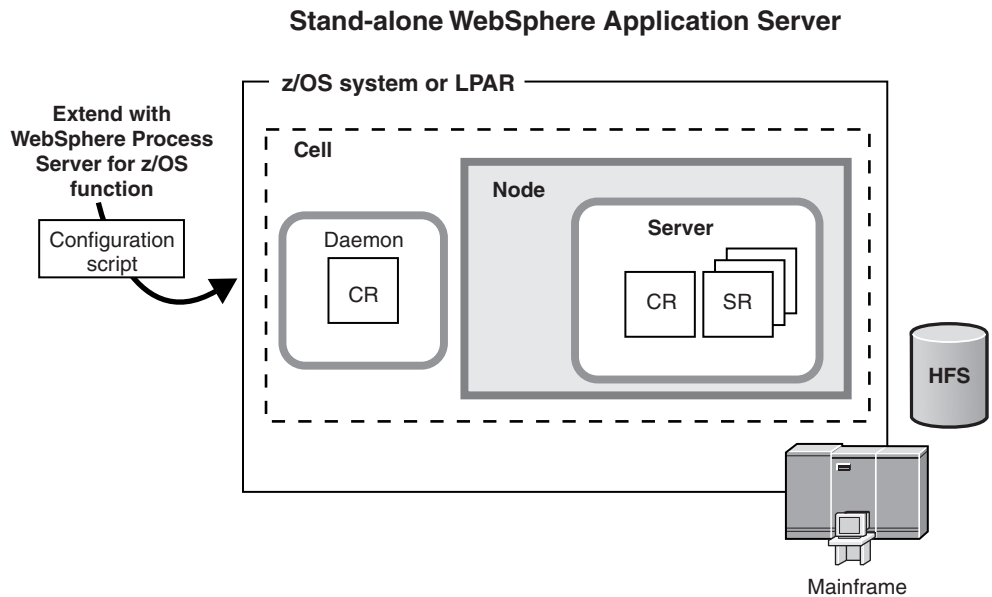 Stand-alone WebSphere Application Server
z/OS system or LPAR
Extend with
WebSphere Process
Server for z/OS
function
Configuration
script
Cell
Daemon
CR
Node
Server
CR
SR
HFS
Mainframe